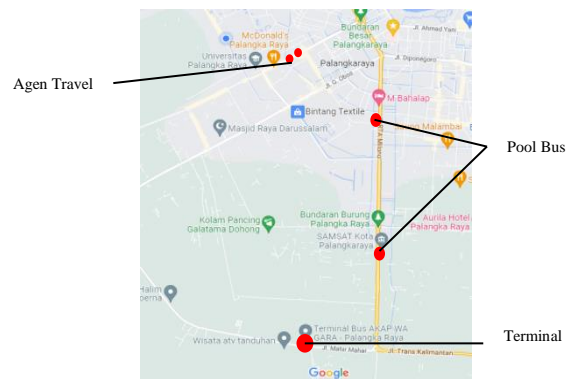 Bundaran
Besar
Palangkaraya
Jl. Ahmad Yani
McDonald's
Palangka Raya
Universitas
Palangka Raya
Palangkaraya
Jl. Diponegoro
Jl. G. Obos
Agen Travel
Bintang Textile
M Bahalap
Masjid Raya Darussalam
Pool Bus
Kolam Pancing
Galatama Dohong
Bundaran Burung
Palangka Raya
Aurila Hotel
Palangka Raya
SAMSAT Kota
Palangkaraya
Halim
Terminal Bus AKAP WA
GARA - Palangka Raya
Wisata atv tanduhan
Jl. Mahir Mahar
Jl. Trans Kalimantan
Terminal
Google